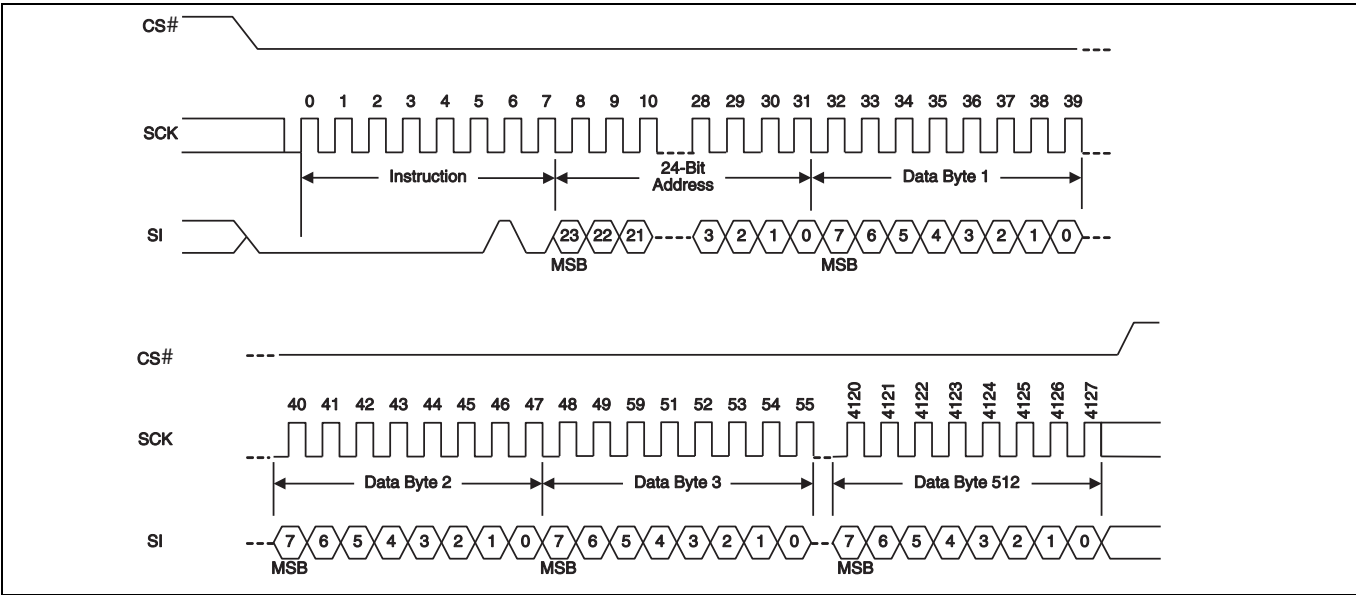 CS#
0 1 2 3 4 5 6 7 8 9 10 28 29 30 31 32 33 34 35 36 37 38 39
SCK
Instruction
24-Bit
Address
Data Byte 1
SI
23 22 21 3 2 1 0 7 6 5 4 3 2 1 0
MSB MSB
CS#
40 41 42 43 44 45 46 47 48 49 59 51 52 53 54 55 4120 4121 4122 4123 4124 4125 4126 4127
SCK
Data Byte 2 Data Byte 3 Data Byte 512
SI
7 6 5 4 3 2 1 0 7 6 5 4 3 2 1 0 7 6 5 4 3 2 1 0
MSB MSB MSB